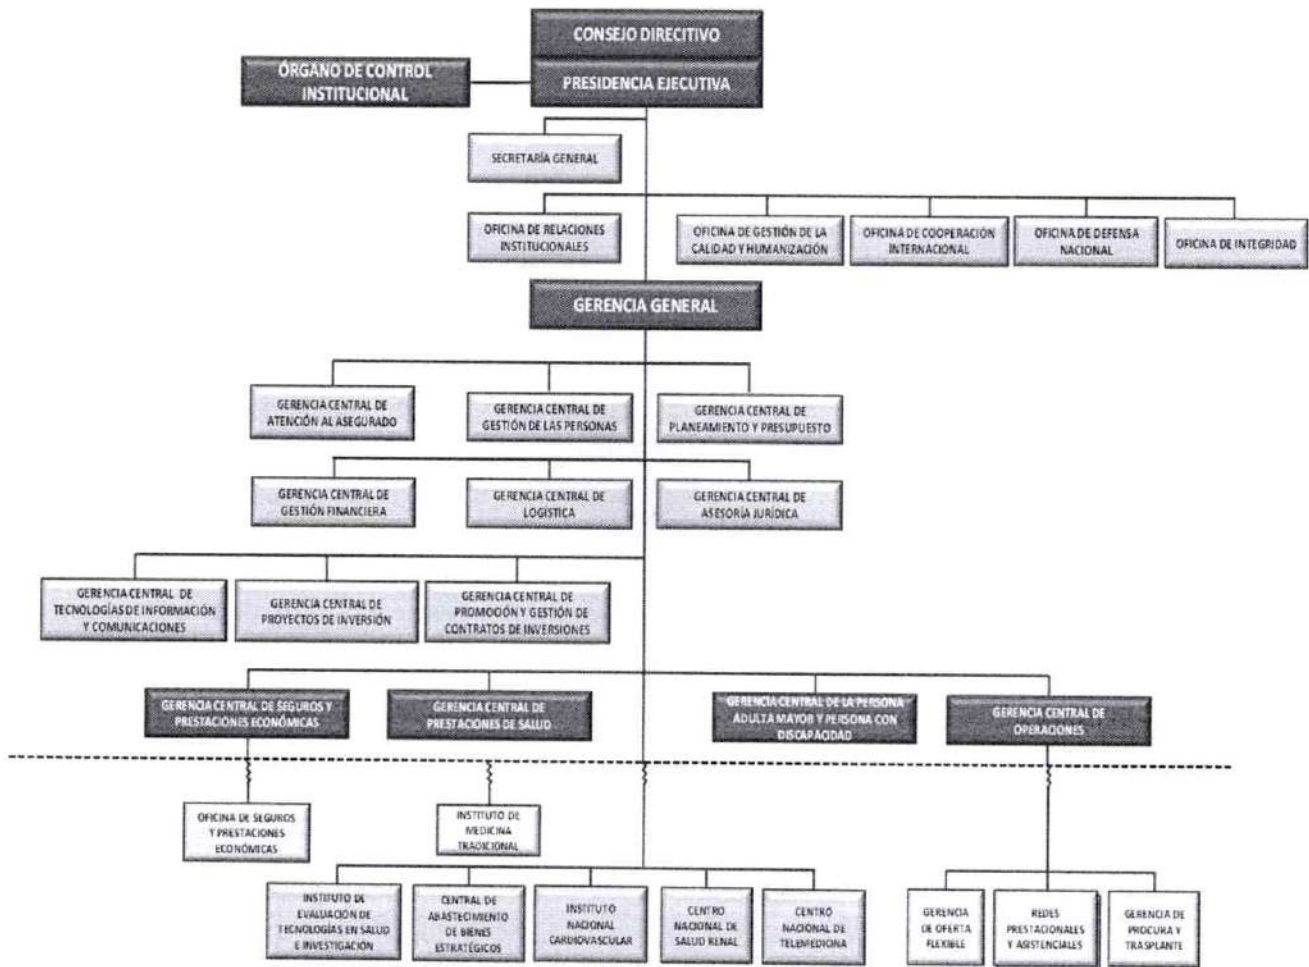 CONSEJO DIRECITIVO
ÓRGANO DE CONTROL
INSTITUCIONAL
PRESIDENCIA EJECUTIVA
SECRETARÍA GENERAL
OFICINA DE RELACIONES
INSTITUCIONALES
OFICINA DE GESTIÓN DE LA
CALIDAD Y HUMANIZACIÓN
OFICINA DE COOPERACIÓN
INTERNACIONAL
OFICINA DE DEFENSA
NACIONAL
OFICINA DE INTEGRIDAD
GERENCIA GENERAL
GERENCIA CENTRAL DE
ATENCIÓN AL ASEGURADO
GERENCIA CENTRAL DE
GESTIÓN DE LAS PERSONAS
GERENCIA CENTRAL DE
PLANEAMIENTO Y PRESUPUESTO
GERENCIA CENTRAL DE
GESTIÓN FINANCIERA
GERENCIA CENTRAL DE
LOGÍSTICA
GERENCIA CENTRAL DE
ASESORÍA JURÍDICA
GERENCIA CENTRAL DE
TECNOLOGÍAS DE INFORMACIÓN
Y COMUNICACIONES
GERENCIA CENTRAL DE
PROYECTOS DE INVERSIÓN
GERENCIA CENTRAL DE
PROMOCIÓN Y GESTIÓN DE
CONTRATOS DE INVERSIONES
GERENCIA CENTRAL DE SEGUROS Y
PRESTACIONES ECONÓMICAS
GERENCIA CENTRAL DE
PRESTACIONES DE SALUD
GERENCIA CENTRAL DE LA PERSONA
ADULTA MAYOR Y PERSONA CON
DISCAPACIDAD
GERENCIA CENTRAL DE
OPERACIONES
OFICINA DE SEGUROS
Y PRESTACIONES
ECONÓMICAS
INSTITUTO DE
MEDICINA
TRADICIONAL
INSTITUTO DE
EVALUACIÓN DE
TECNOLOGÍAS EN SALUD
E INVESTIGACIÓN
CENTRAL DE
ABASTECIMIENTO
DE BIENES
ESTRATÉGICOS
INSTITUTO
NACIONAL
CARDIOVASCULAR
CENTRO
NACIONAL DE
SALUD RENAL
CENTRO
NACIONAL DE
TELEMEDICINA
GERENCIA
DE OFERTA
FLEXIBLE
REDES
PRESTACIONALES
Y ASISTENCIALES
GERENCIA DE
PROCURA Y
TRASPLANTE